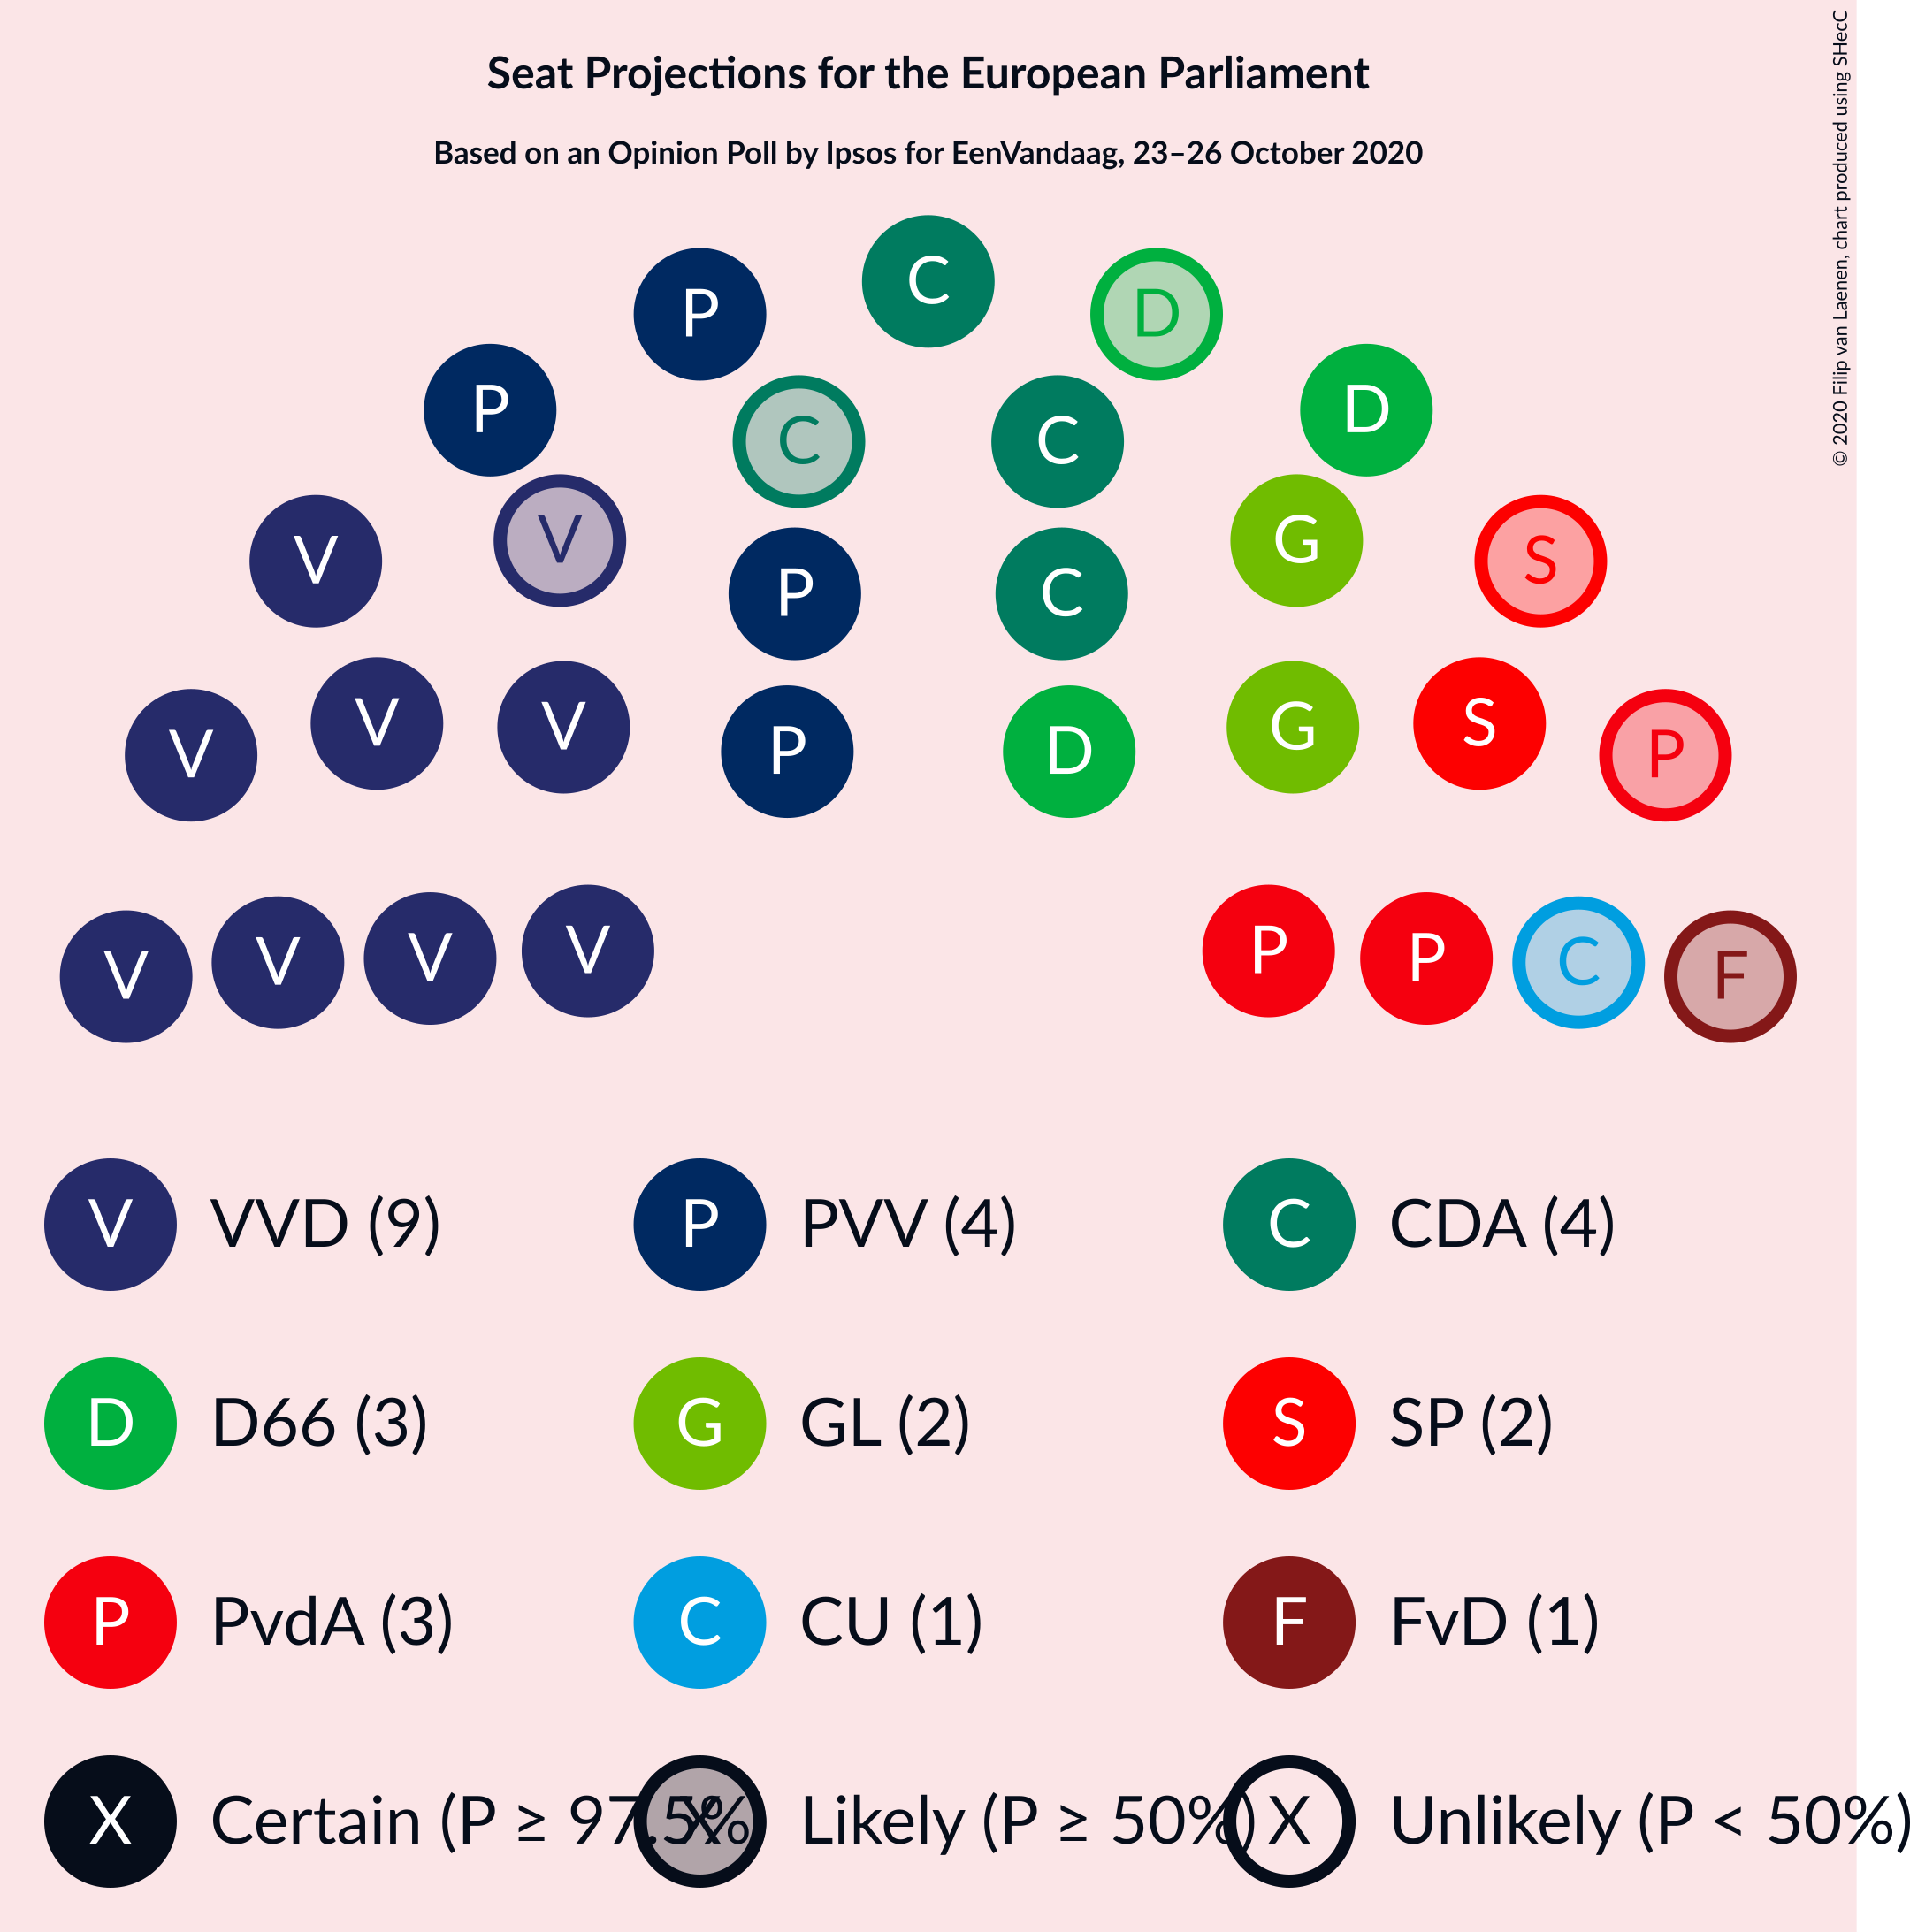 Seat Projections for the European Parliament
Based on an Opinion Poll by Ipsos for EenVandaag, 23–26 October 2020
© 2020 Filip van Laenen, chart produced using SHecC
C
P D
P D
C C
V G
V S
P C
V S
V G
P D
V P
V P
V P
V C
V F
V VVD (9) P PVV (4) C CDA (4)
D D66 (3) G GL (2) S SP (2)
P PvdA (3) C CU (1) F FvD (1)
X Certain (P ≥ 97.5% X Likely (P ≥ 50%) X Unlikely (P < 50%)